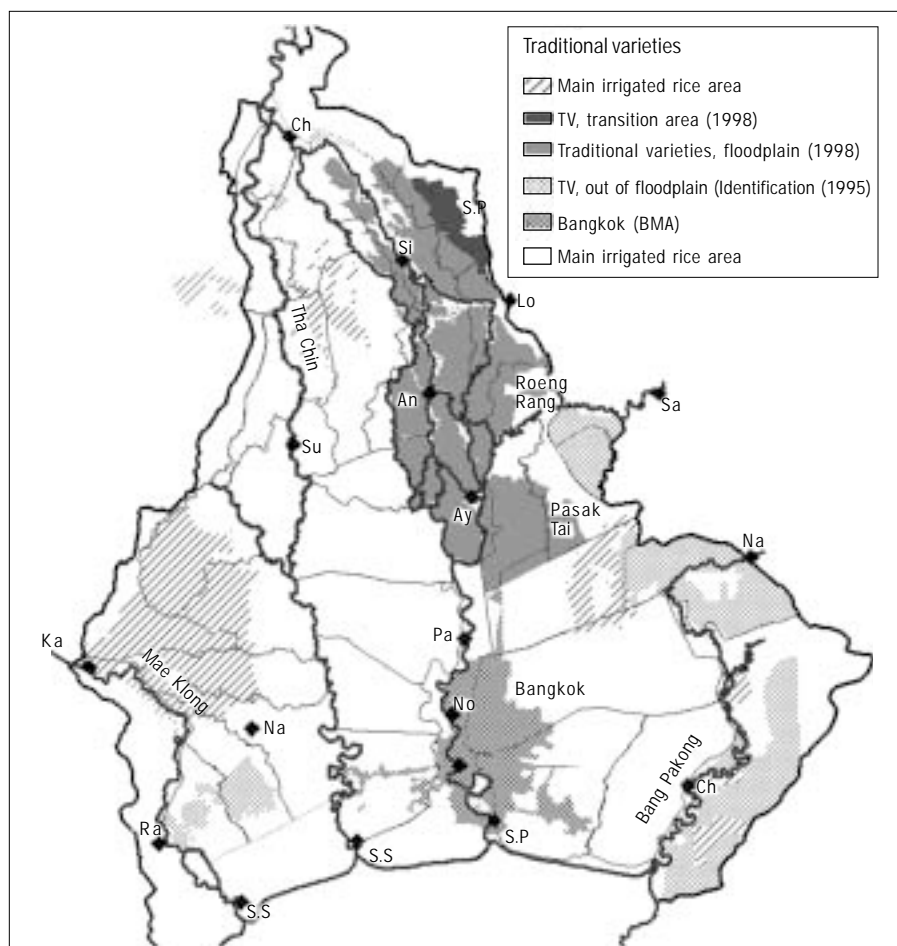 Traditional varieties
Main irrigated rice area
TV, transition area (1998)
Traditional varieties, floodplain (1998)
TV, out of floodplain (Identification (1995)
Bangkok (BMA)
Main irrigated rice area
Ch
S.P
Si
Lo
Tha Chin
An
Roeng
Rang
Sa
Su
Ay
Pasak
Tai
Na
Pa
Ka
Mae Klong
Bangkok
No
Na
Bang Pakong
Ch
Ra
S.S
S.P
S.S